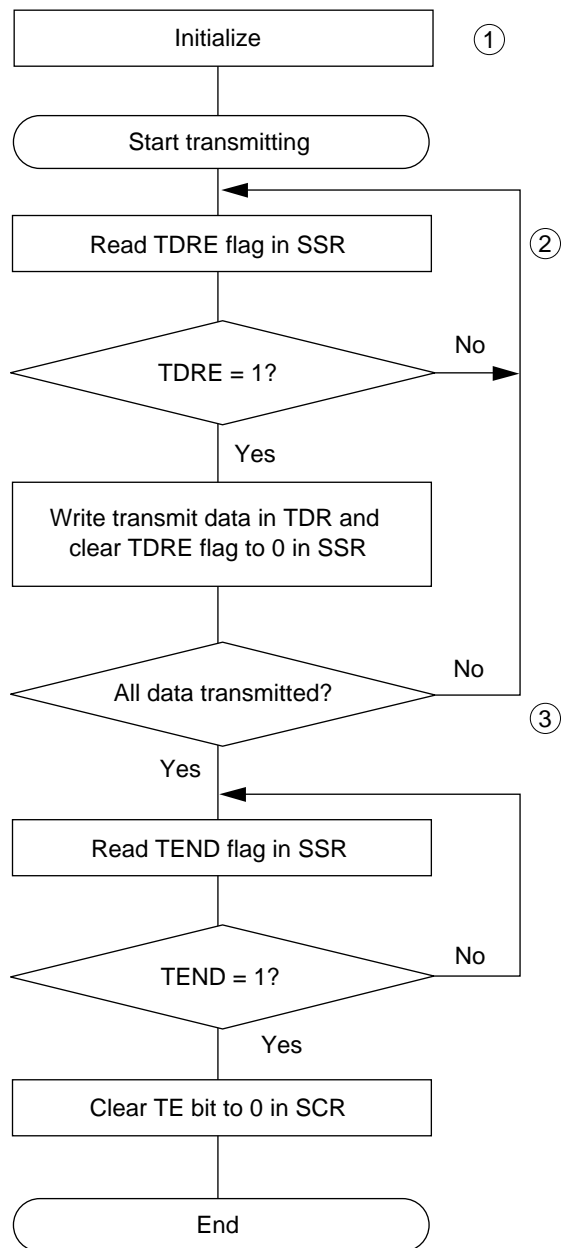 Initialize
①
Start transmitting
Read TDRE flag in SSR
②
TDRE = 1?
No
Yes
Write transmit data in TDR and
clear TDRE flag to 0 in SSR
All data transmitted?
No
③
Yes
Read TEND flag in SSR
TEND = 1?
No
Yes
Clear TE bit to 0 in SCR
End